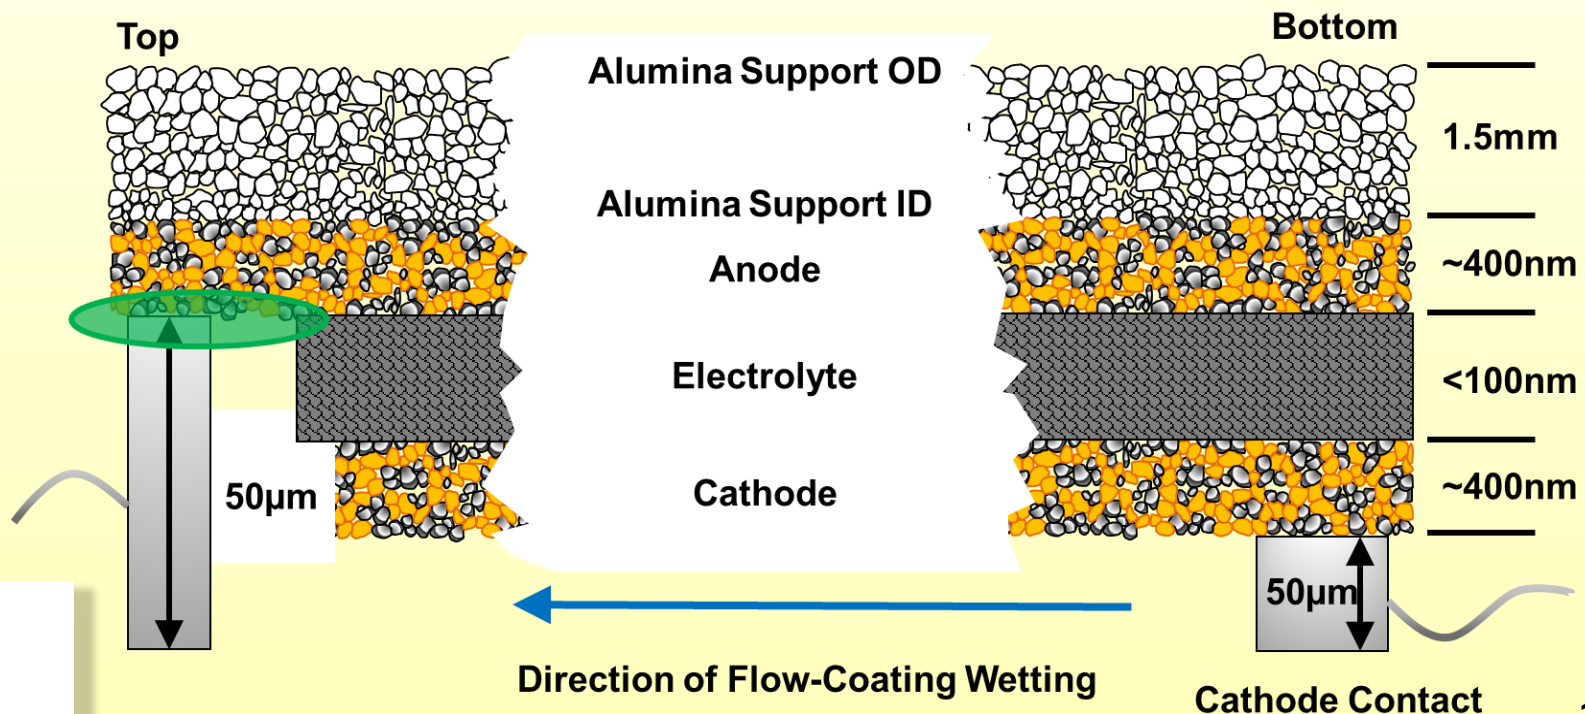 Top
Bottom
Alumina Support OD
1.5mm
Alumina Support ID
Anode
~400nm
Electrolyte
<100nm
50µm
Cathode
~400nm
50µm
Direction of Flow-Coating Wetting
Cathode Contact